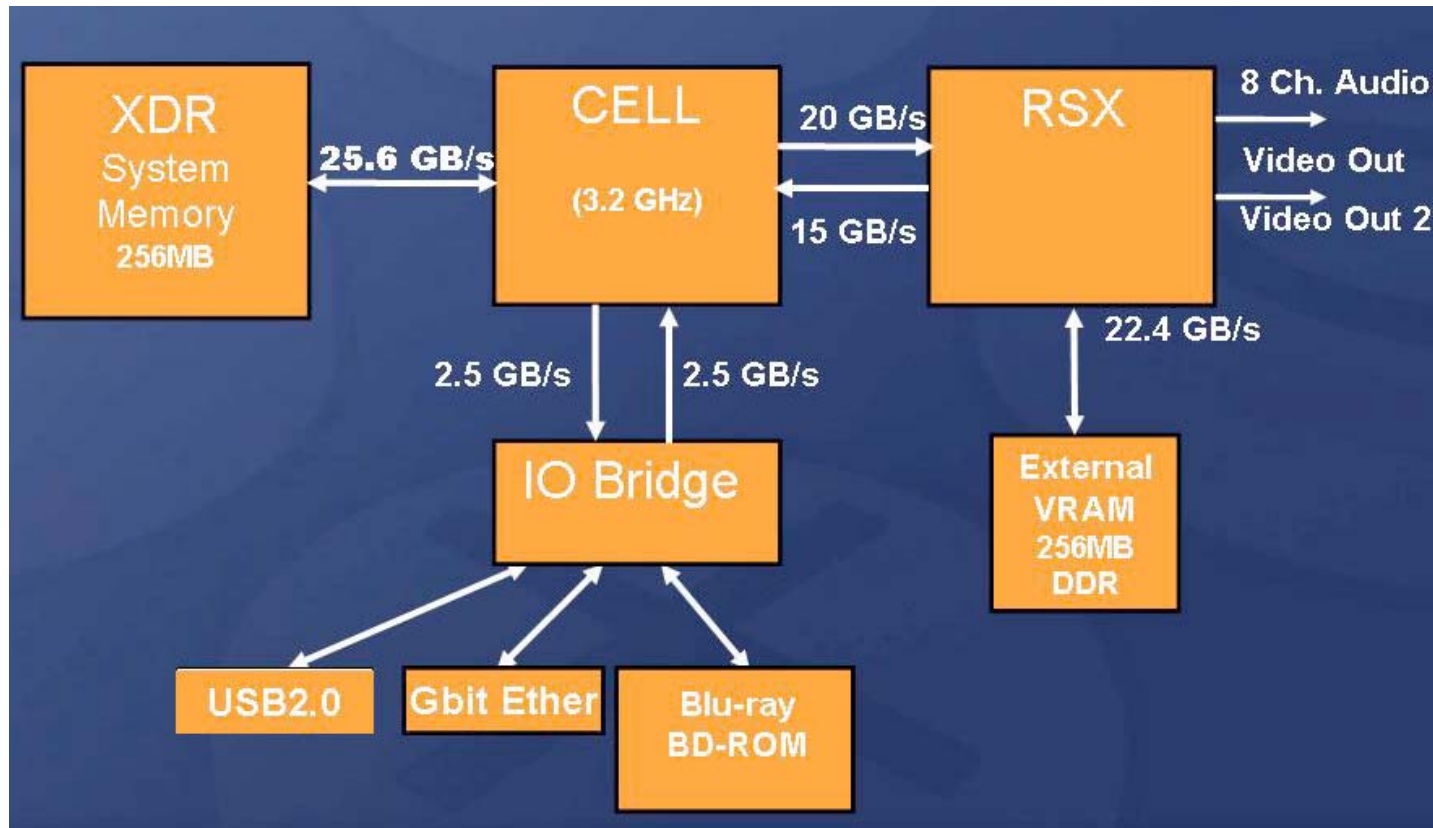 XDR
System
Memory
256MB
25.6 GB/s
CELL
(3.2 GHz)
20 GB/s
15 GB/s
RSX
8 Ch. Audio
Video Out
Video Out 2
2.5 GB/s
2.5 GB/s
22.4 GB/s
IO Bridge
External
VRAM
256MB
DDR
USB2.0
Gbit Ether
Blu-ray
BD-ROM